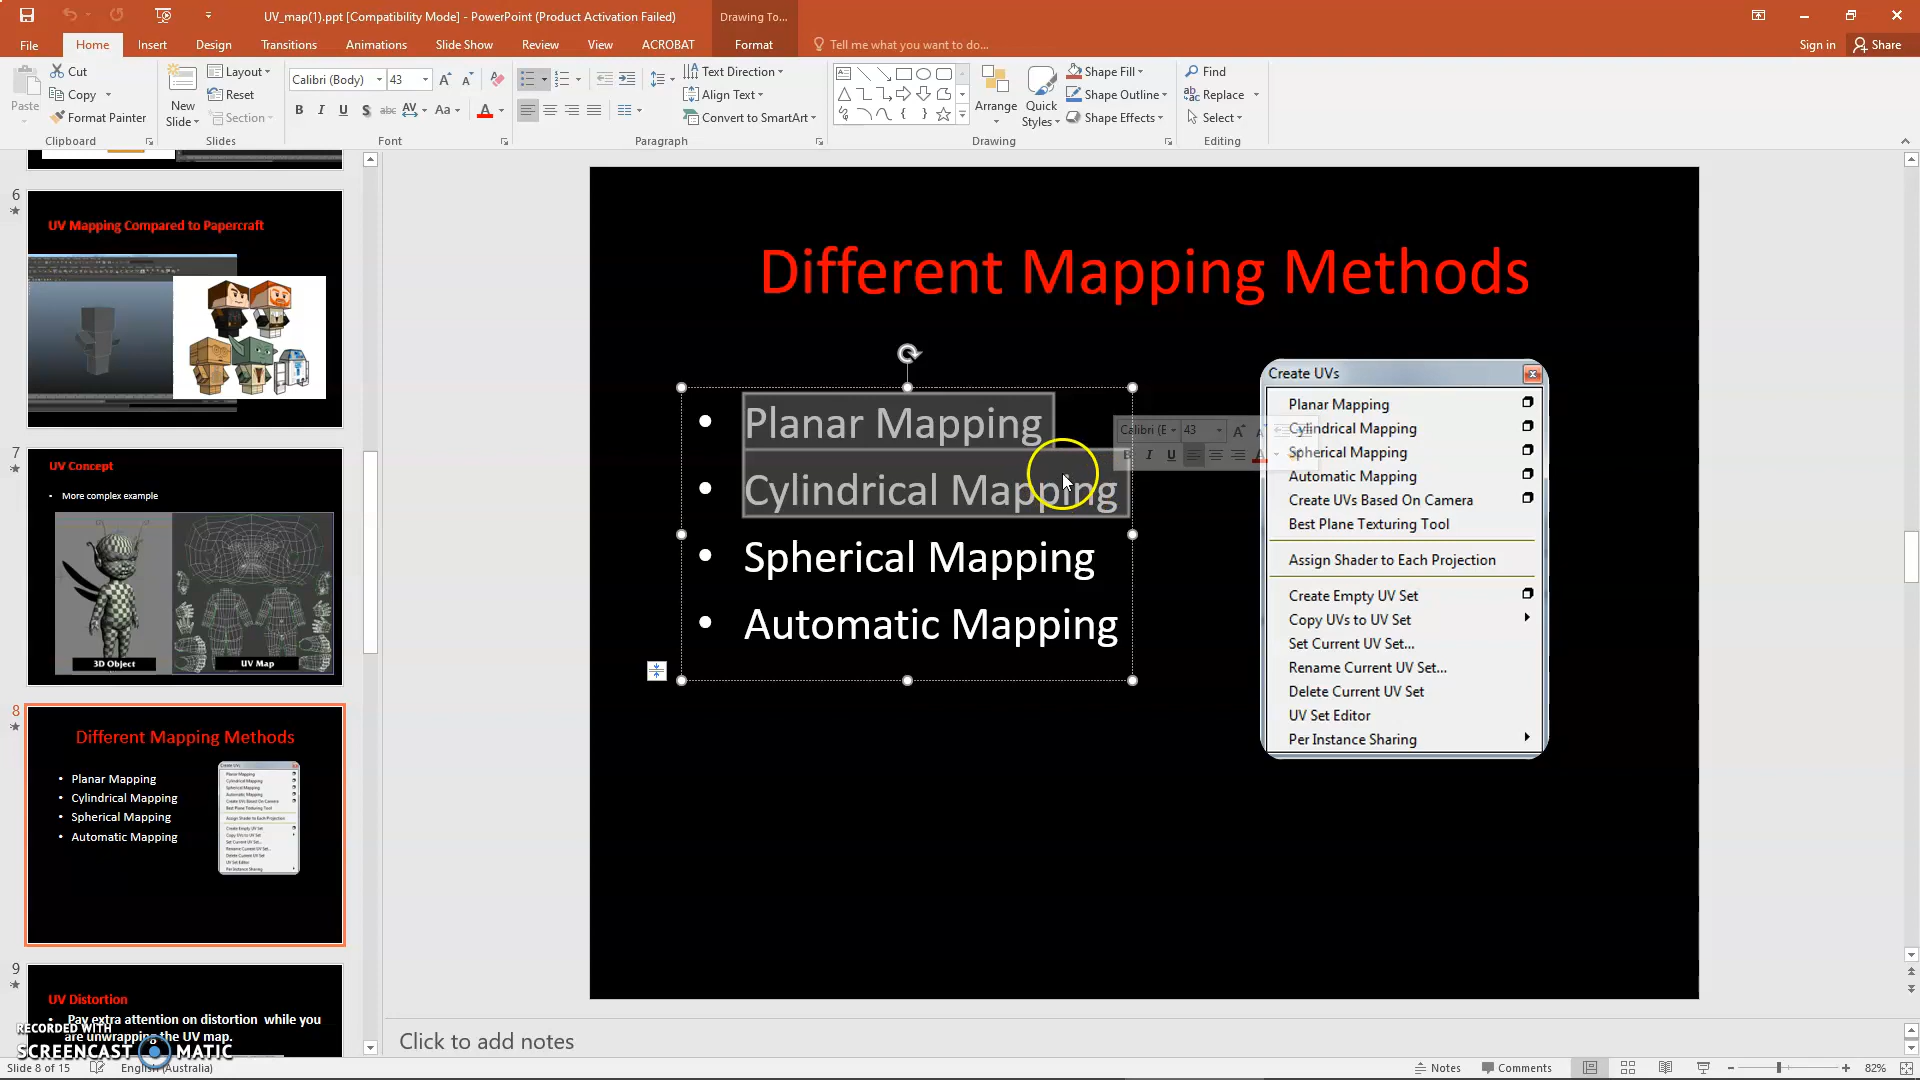 UV_map(1).ppt [Compatibility Mode] - PowerPoint (Product Activation Failed)
Drawing To...
File Home Insert Design Transitions Animations Slide Show Review View ACROBAT Format Tell me what you want to do... Sign in Share
Paste
Cut
Copy
Format Painter
Clipboard
New Slide
Layout
Reset
Section
Slides
Calibri (Body) 43
B I U S abc AV Aa A
Font
Text Direction
Align Text
Convert to SmartArt
Paragraph
Arrange
Quick Styles
Shape Fill
Shape Outline
Shape Effects
Drawing
Find
Replace
Select
Editing
6
UV Mapping Compared to Papercraft
7
UV Concept
• More complex example
3D Object UV Map
8
Different Mapping Methods
• Planar Mapping
• Cylindrical Mapping
• Spherical Mapping
• Automatic Mapping
9
UV Distortion
• Pay extra attention on distortion while you
are unwrapping the UV map.
RECORDED WITH
SCREENCAST MATIC
Different Mapping Methods
• Planar Mapping
• Cylindrical Mapping
• Spherical Mapping
• Automatic Mapping
Calibri (E 43
B I U
Create UVs
Planar Mapping
Cylindrical Mapping
Spherical Mapping
Automatic Mapping
Create UVs Based On Camera
Best Plane Texturing Tool
Assign Shader to Each Projection
Create Empty UV Set
Copy UVs to UV Set
Set Current UV Set...
Rename Current UV Set...
Delete Current UV Set
UV Set Editor
Per Instance Sharing
Click to add notes
Slide 8 of 15 English (Australia) Notes Comments 82%